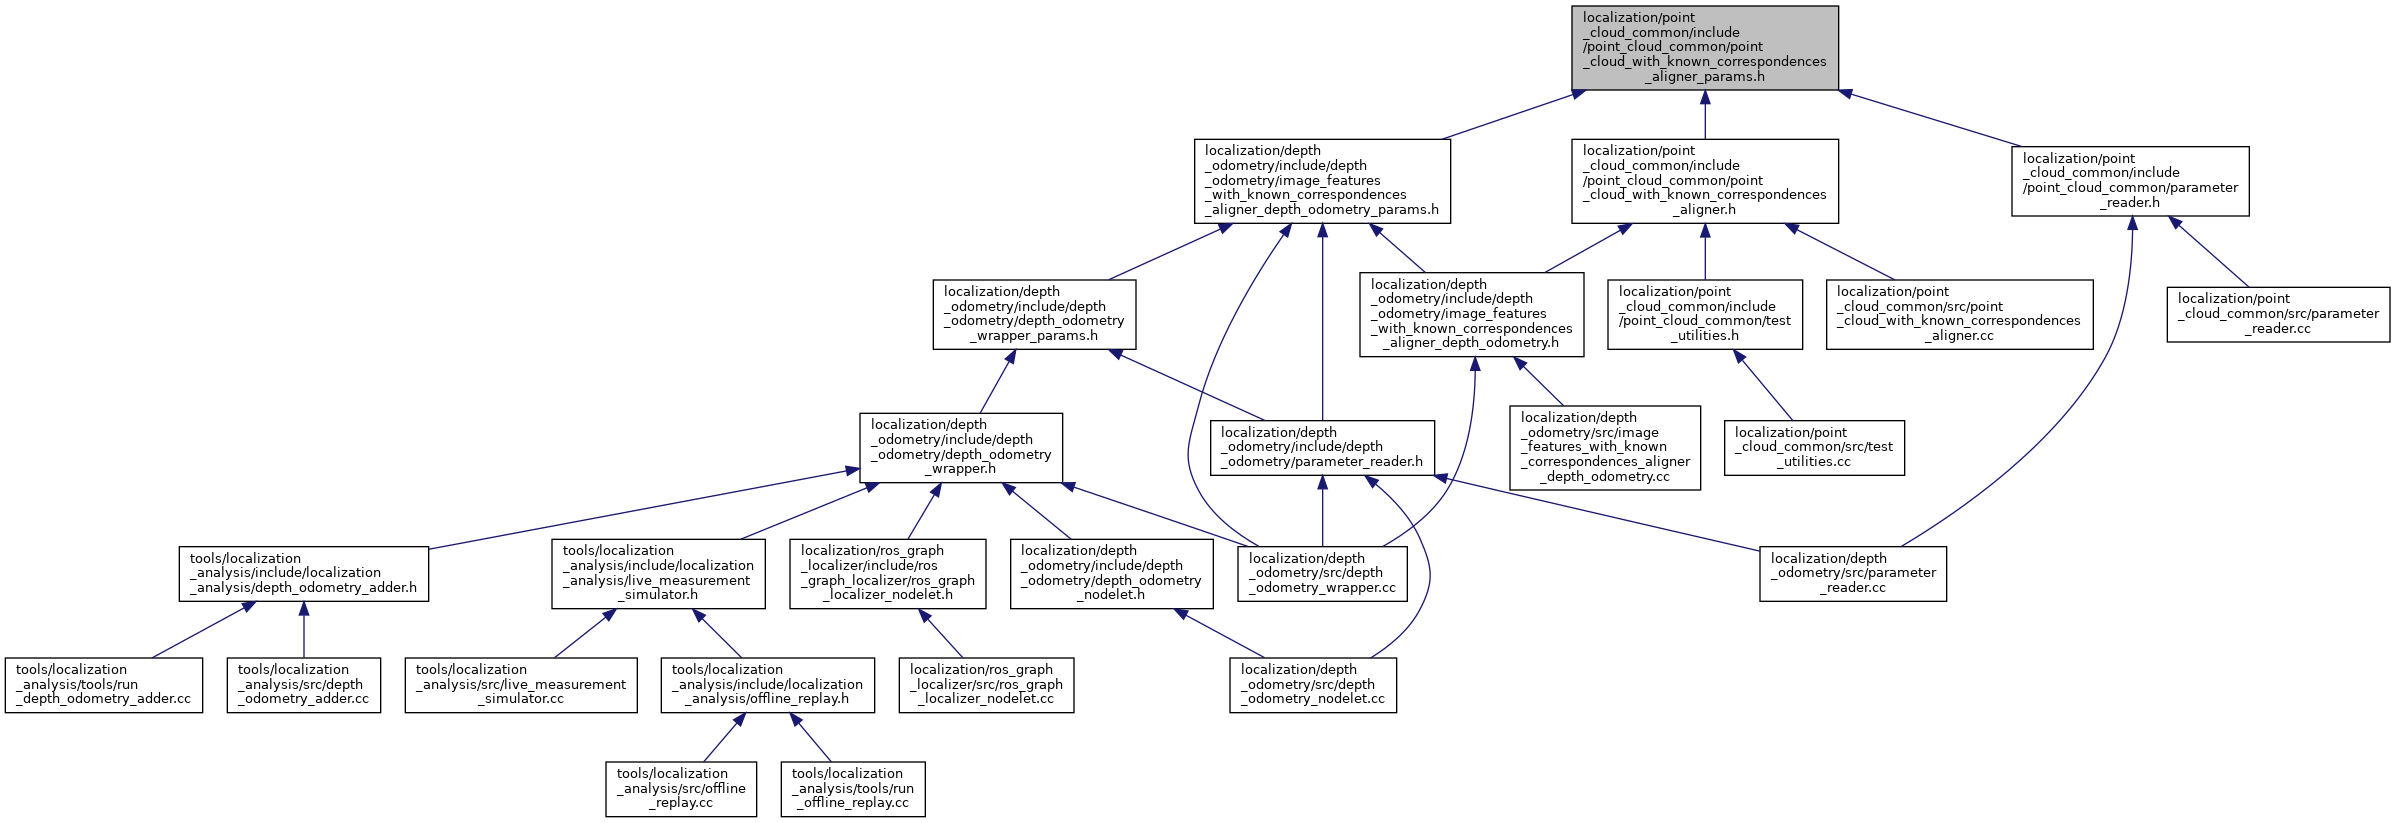 localization/point
_cloud_common/include
/point_cloud_common/point
_cloud_with_known_correspondences
_aligner_params.h
localization/depth
_odometry/include/depth
_odometry/image_features
_with_known_correspondences
_aligner_depth_odometry_params.h
localization/point
_cloud_common/include
/point_cloud_common/point
_cloud_with_known_correspondences
_aligner.h
localization/point
_cloud_common/include
/point_cloud_common/parameter
_reader.h
localization/depth
_odometry/include/depth
_odometry/depth_odometry
_wrapper_params.h
localization/depth
_odometry/include/depth
_odometry/image_features
_with_known_correspondences
_aligner_depth_odometry.h
localization/point
_cloud_common/include
/point_cloud_common/test
_utilities.h
localization/point
_cloud_common/src/point
_cloud_with_known_correspondences
_aligner.cc
localization/point
_cloud_common/src/parameter
_reader.cc
localization/depth
_odometry/include/depth
_odometry/depth_odometry
_wrapper.h
localization/depth
_odometry/include/depth
_odometry/parameter_reader.h
localization/depth
_odometry/src/image
_features_with_known
_correspondences_aligner
_depth_odometry.cc
localization/point
_cloud_common/src/test
_utilities.cc
tools/localization
_analysis/include/localization
_analysis/depth_odometry_adder.h
tools/localization
_analysis/include/localization
_analysis/live_measurement
_simulator.h
localization/ros_graph
_localizer/include/ros
_graph_localizer/ros_graph
_localizer_nodelet.h
localization/depth
_odometry/include/depth
_odometry/depth_odometry
_nodelet.h
localization/depth
_odometry/src/depth
_odometry_wrapper.cc
localization/depth
_odometry/src/parameter
_reader.cc
tools/localization
_analysis/tools/run
_depth_odometry_adder.cc
tools/localization
_analysis/src/depth
_odometry_adder.cc
tools/localization
_analysis/src/live_measurement
_simulator.cc
tools/localization
_analysis/include/localization
_analysis/offline_replay.h
localization/ros_graph
_localizer/src/ros_graph
_localizer_nodelet.cc
localization/depth
_odometry/src/depth
_odometry_nodelet.cc
tools/localization
_analysis/src/offline
_replay.cc
tools/localization
_analysis/tools/run
_offline_replay.cc